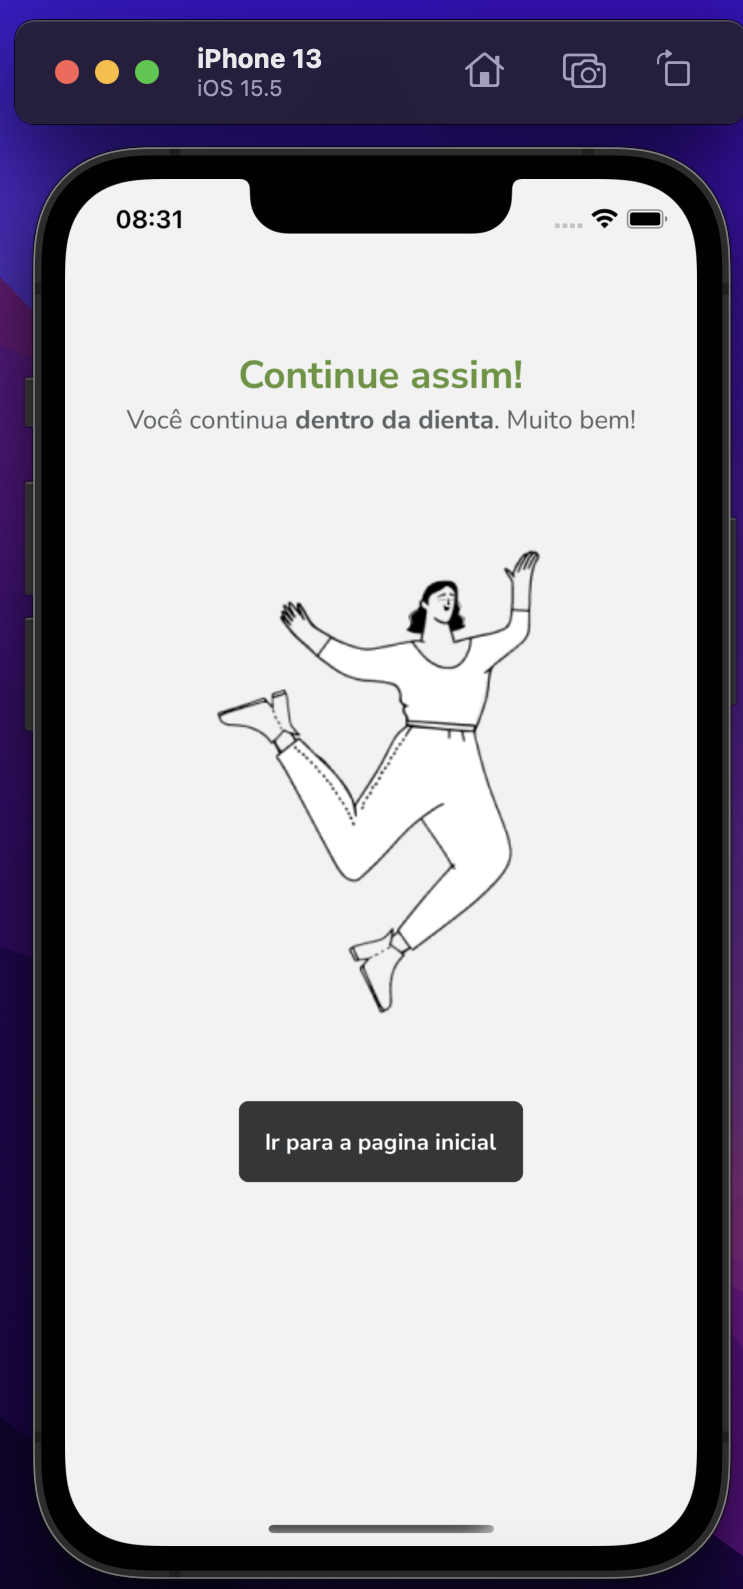 iPhone 13
iOS 15.5
08:31
Continue assim!
Você continua dentro da dienta. Muito bem!
Ir para a pagina inicial